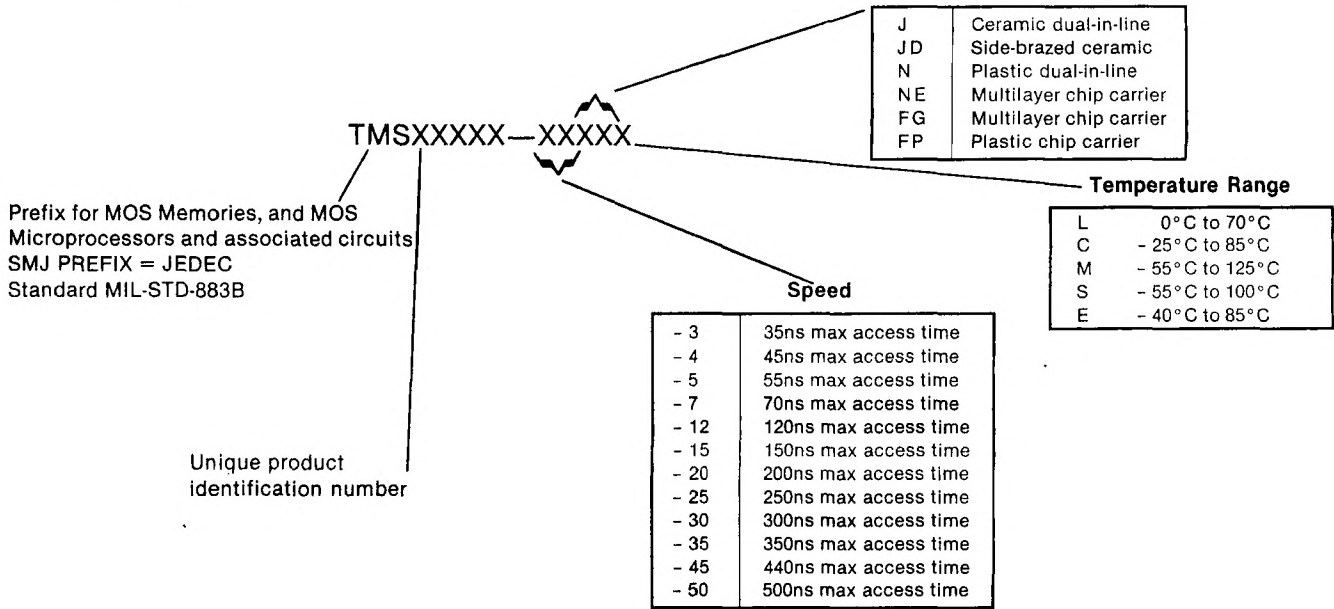 J Ceramic dual-in-line
JD Side-brazed ceramic
N Plastic dual-in-line
NE Multilayer chip carrier
FG Multilayer chip carrier
FP Plastic chip carrier
TMSXXXXX — XXXXX
Prefix for MOS Memories, and MOS
Microprocessors and associated circuits
SMJ PREFIX = JEDEC
Standard MIL-STD-883B
Temperature Range
L 0°C to 70°C
C - 25°C to 85°C
M - 55°C to 125°C
S - 55°C to 100°C
E - 40°C to 85°C
Speed
- 3 35ns max access time
- 4 45ns max access time
- 5 55ns max access time
- 7 70ns max access time
- 12 120ns max access time
- 15 150ns max access time
- 20 200ns max access time
- 25 250ns max access time
- 30 300ns max access time
- 35 350ns max access time
- 45 440ns max access time
- 50 500ns max access time
Unique product
identification number